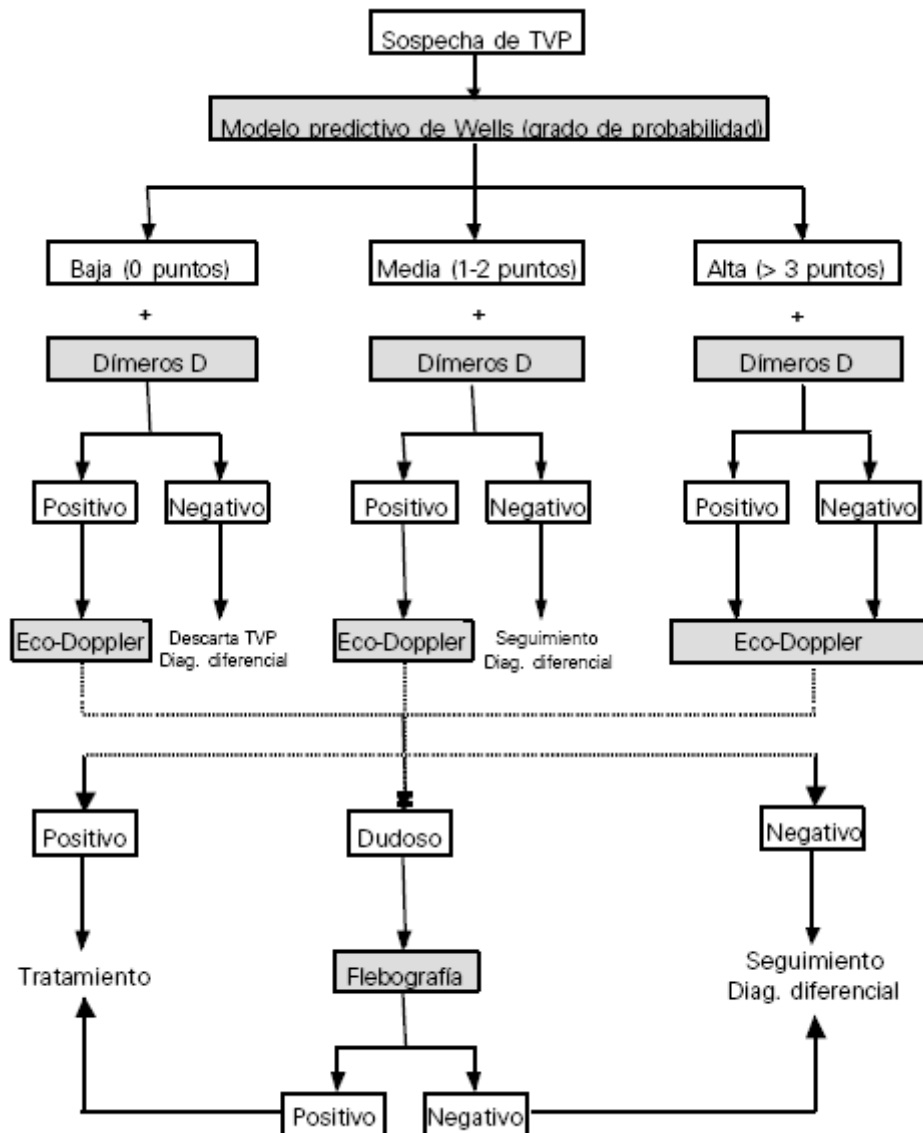 Sospecha de TVP
Modelo predictivo de Wells (grado de probabilidad)
Baja (0 puntos)
Media (1-2 puntos)
Alta (> 3 puntos)
+
+
+
Dímeros D
Dímeros D
Dímeros D
Positivo
Negativo
Positivo
Negativo
Positivo
Negativo
Eco-Doppler
Descarta TVP
Diag. diferencial
Eco-Doppler
Seguimiento
Diag. diferencial
Eco-Doppler
Positivo
Dudoso
Negativo
Tratamiento
Flebografía
Seguimiento
Diag. diferencial
Positivo
Negativo